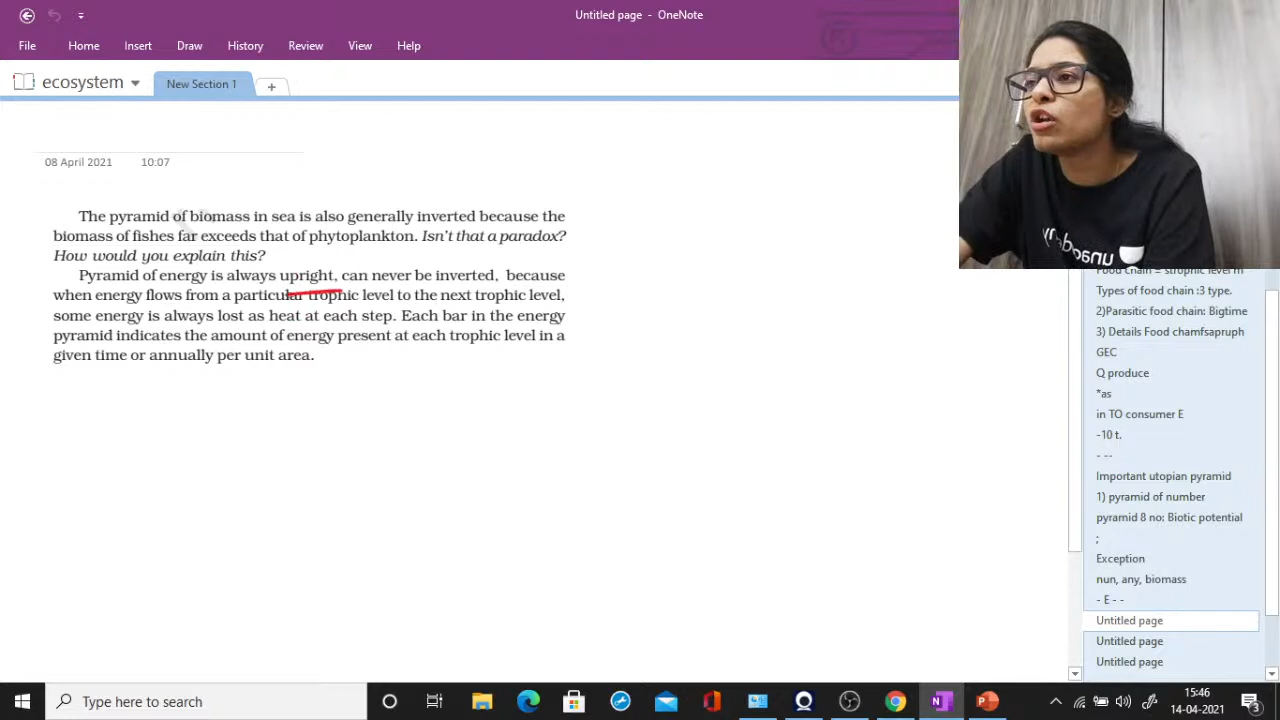 Untitled page - OneNote
File Home Insert Draw History Review View Help
ecosystem New Section 1 +
08 April 2021 10:07
The pyramid of biomass in sea is also generally inverted because the
biomass of fishes far exceeds that of phytoplankton. Isn't that a paradox?
How would you explain this?
Pyramid of energy is always upright, can never be inverted, because
when energy flows from a particular trophic level to the next trophic level,
some energy is always lost as heat at each step. Each bar in the energy
pyramid indicates the amount of energy present at each trophic level in a
given time or annually per unit area.
unacademy
Food chain = strophic level m
Types of food chain :3 type.
2)Parasitic food chain: Bigtime
3) Details Food chamfsapruph
GEC
Q produce
*as
in TO consumer E
-10 t.
- --
Important utopian pyramid
1) pyramid of number
pyramid 8 no: Biotic potential
;
Exception
nun, any, biomass
- E - -
Untitled page
Untitled page
Untitled page
Type here to search
15:46
14-04-2021
3